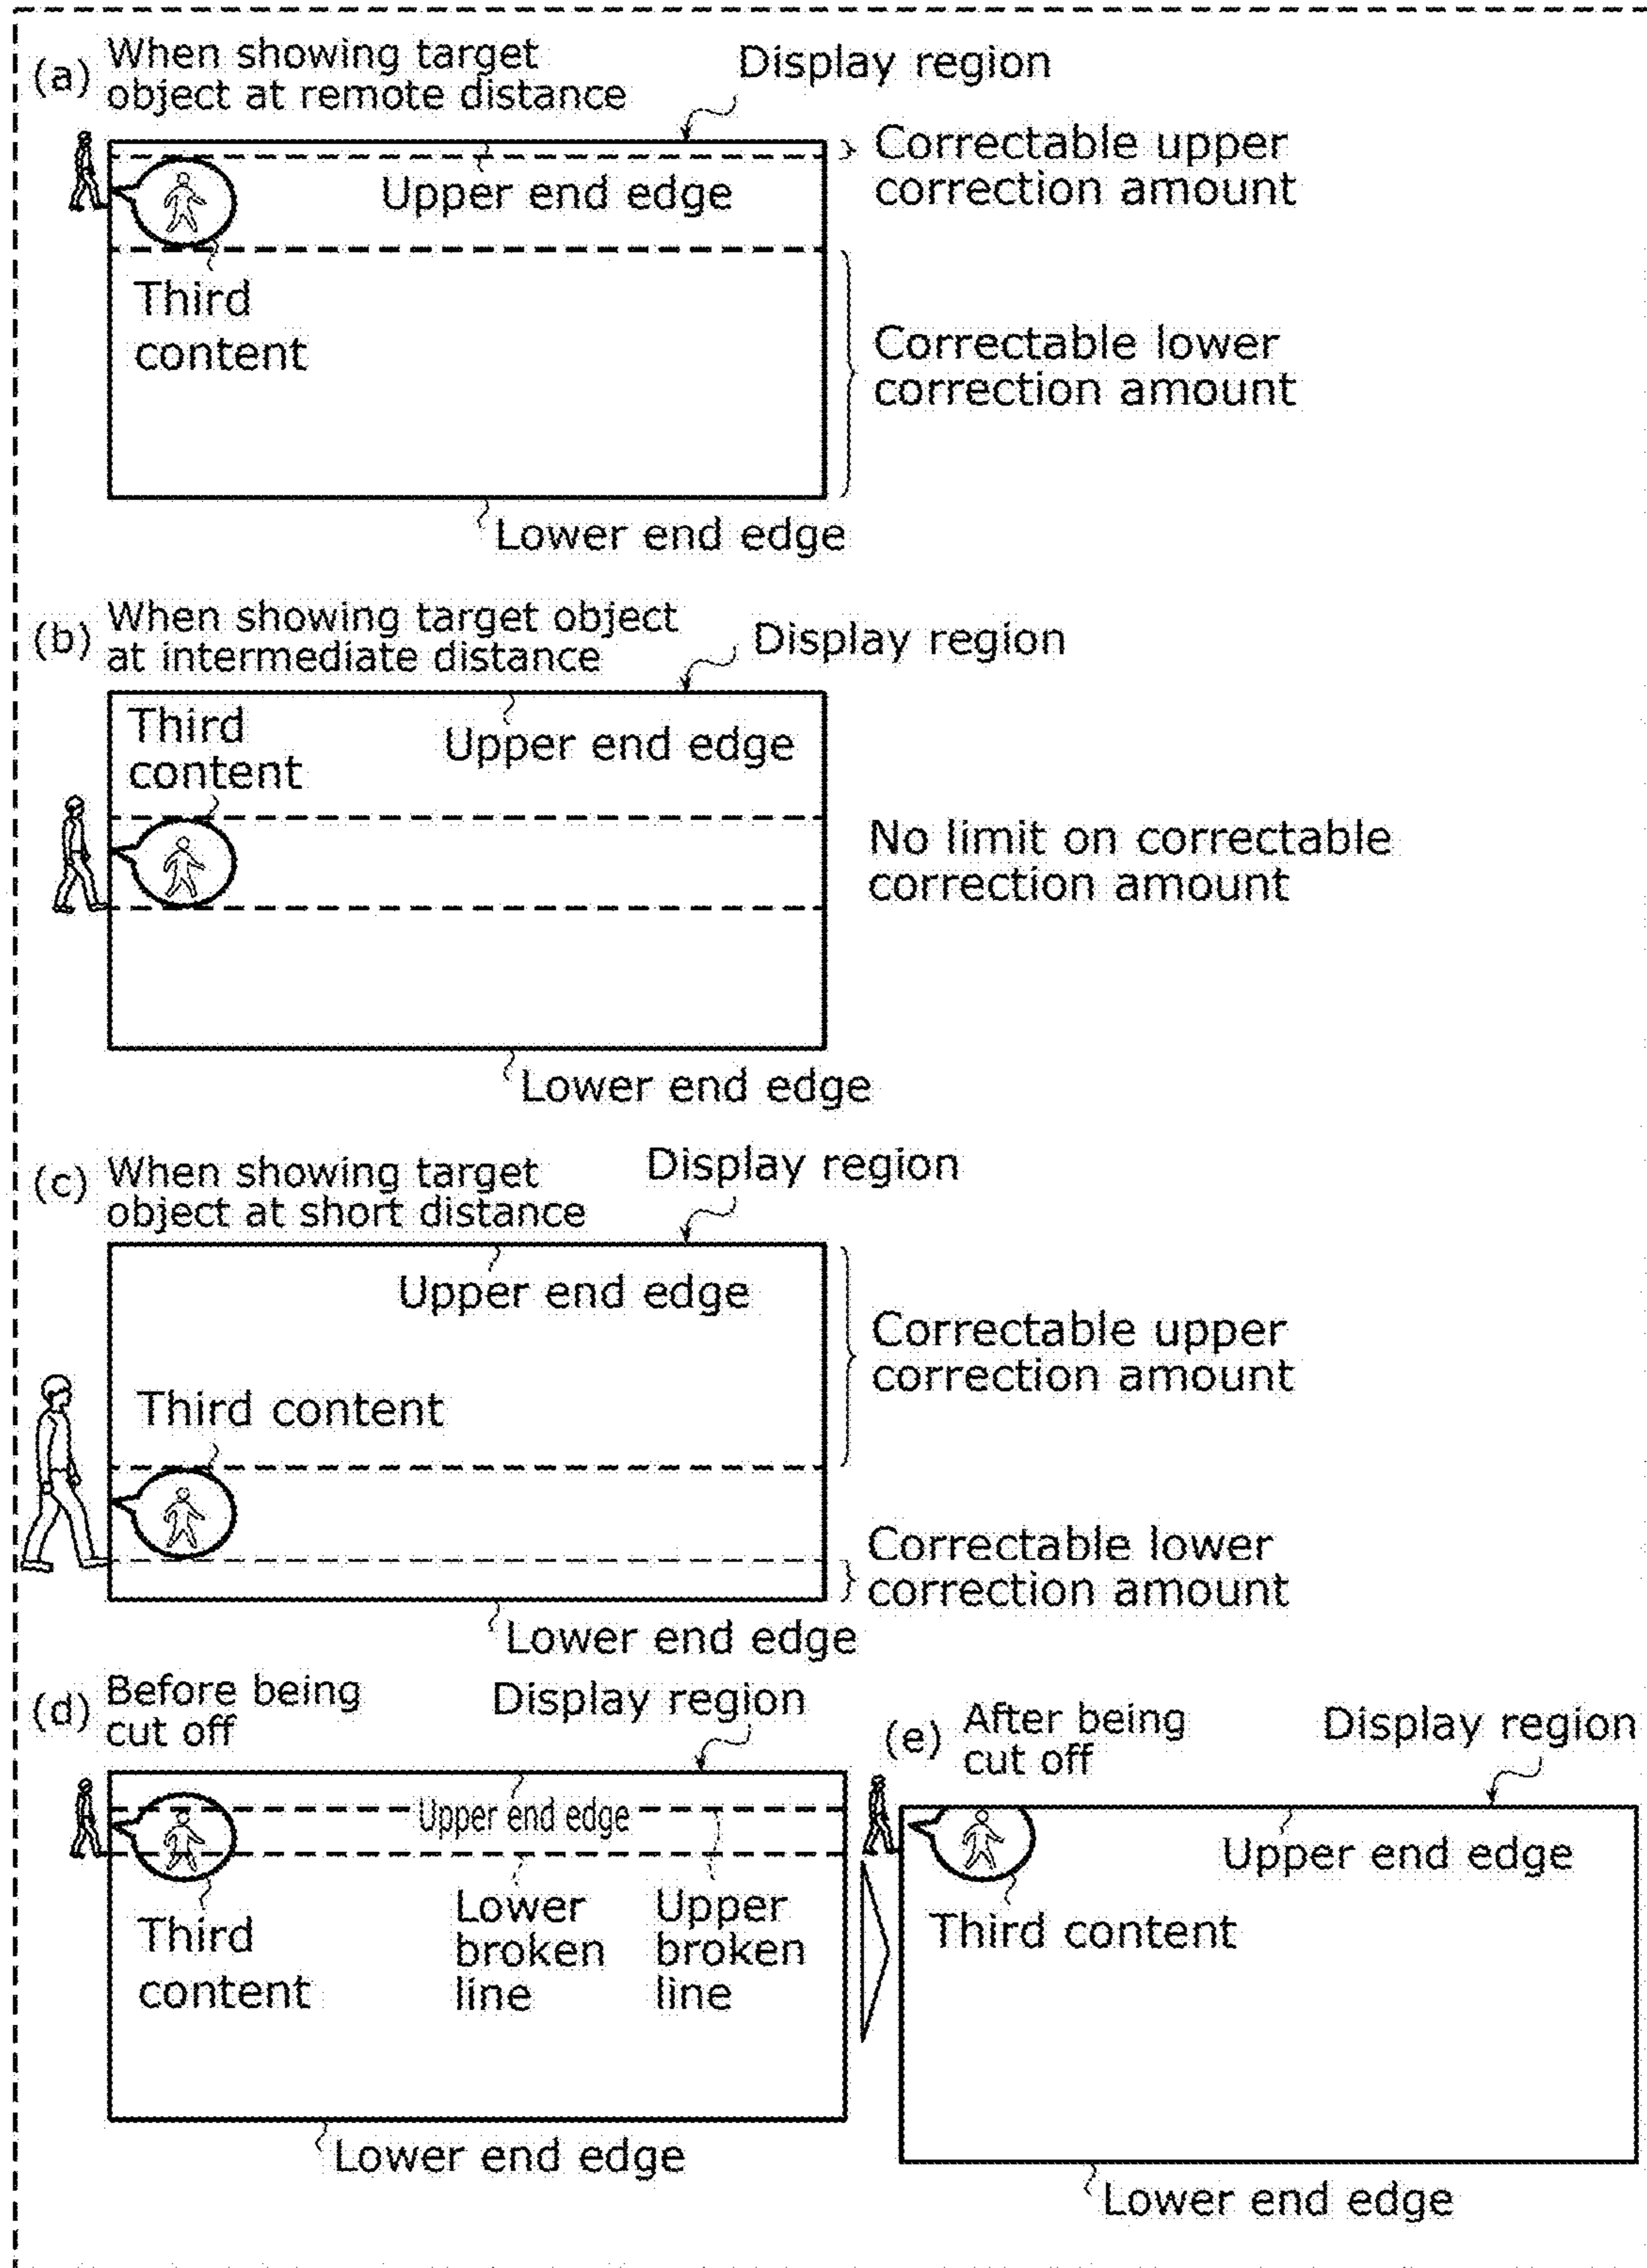 (a) When showing target
object at remote distance
Display region
Correctable upper
correction amount
Upper end edge
Third
content
Correctable lower
correction amount
Lower end edge
(b) When showing target object
at intermediate distance
Display region
Third
content
Upper end edge
No limit on correctable
correction amount
Lower end edge
(c) When showing target
object at short distance
Display region
Upper end edge
Correctable upper
correction amount
Third content
Correctable lower
correction amount
Lower end edge
(d) Before being
cut off
Display region
Upper end edge
Third
content
Lower
broken
line
Upper
broken
line
Lower end edge
(e) After being
cut off
Display region
Upper end edge
Third content
Lower end edge